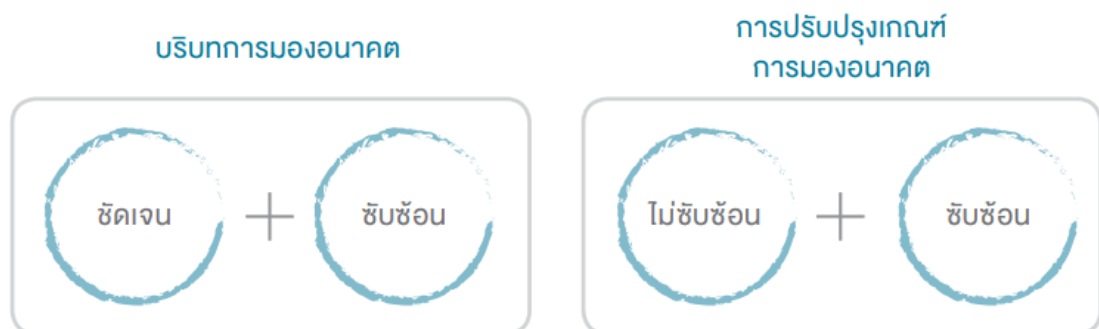 บริบทการมองอนาคต
การปรับปรุงเกณฑ์
การมองอนาคต
ชัดเจน + ซับซ้อน
ไม่ซับซ้อน + ซับซ้อน